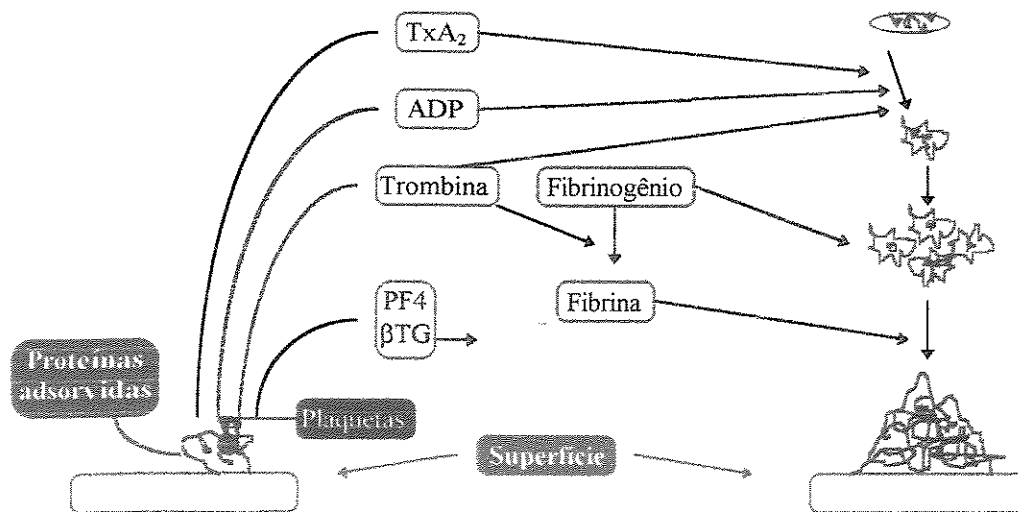 TxA₂
ADP
Trombina
Fibrinogênio
PF4
βTG
Fibrina
Proteínas
adsorvidas
Plaquetas
Superfície